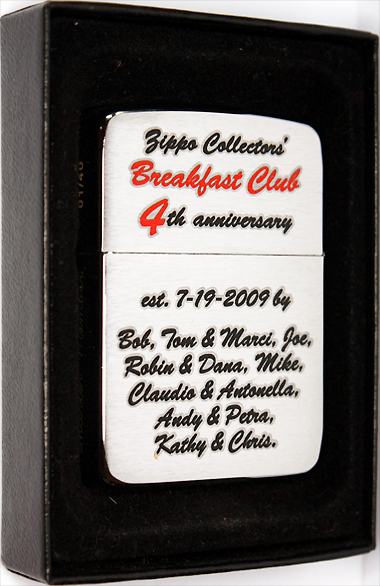 Zippo Collectors'
Breakfast Club
4th anniversary
est. 7-19-2009 by
Bob, Tom & Marci, Joe,
Robin & Dana, Mike,
Claudio & Antonella,
Andy & Petra,
Kathy & Chris.